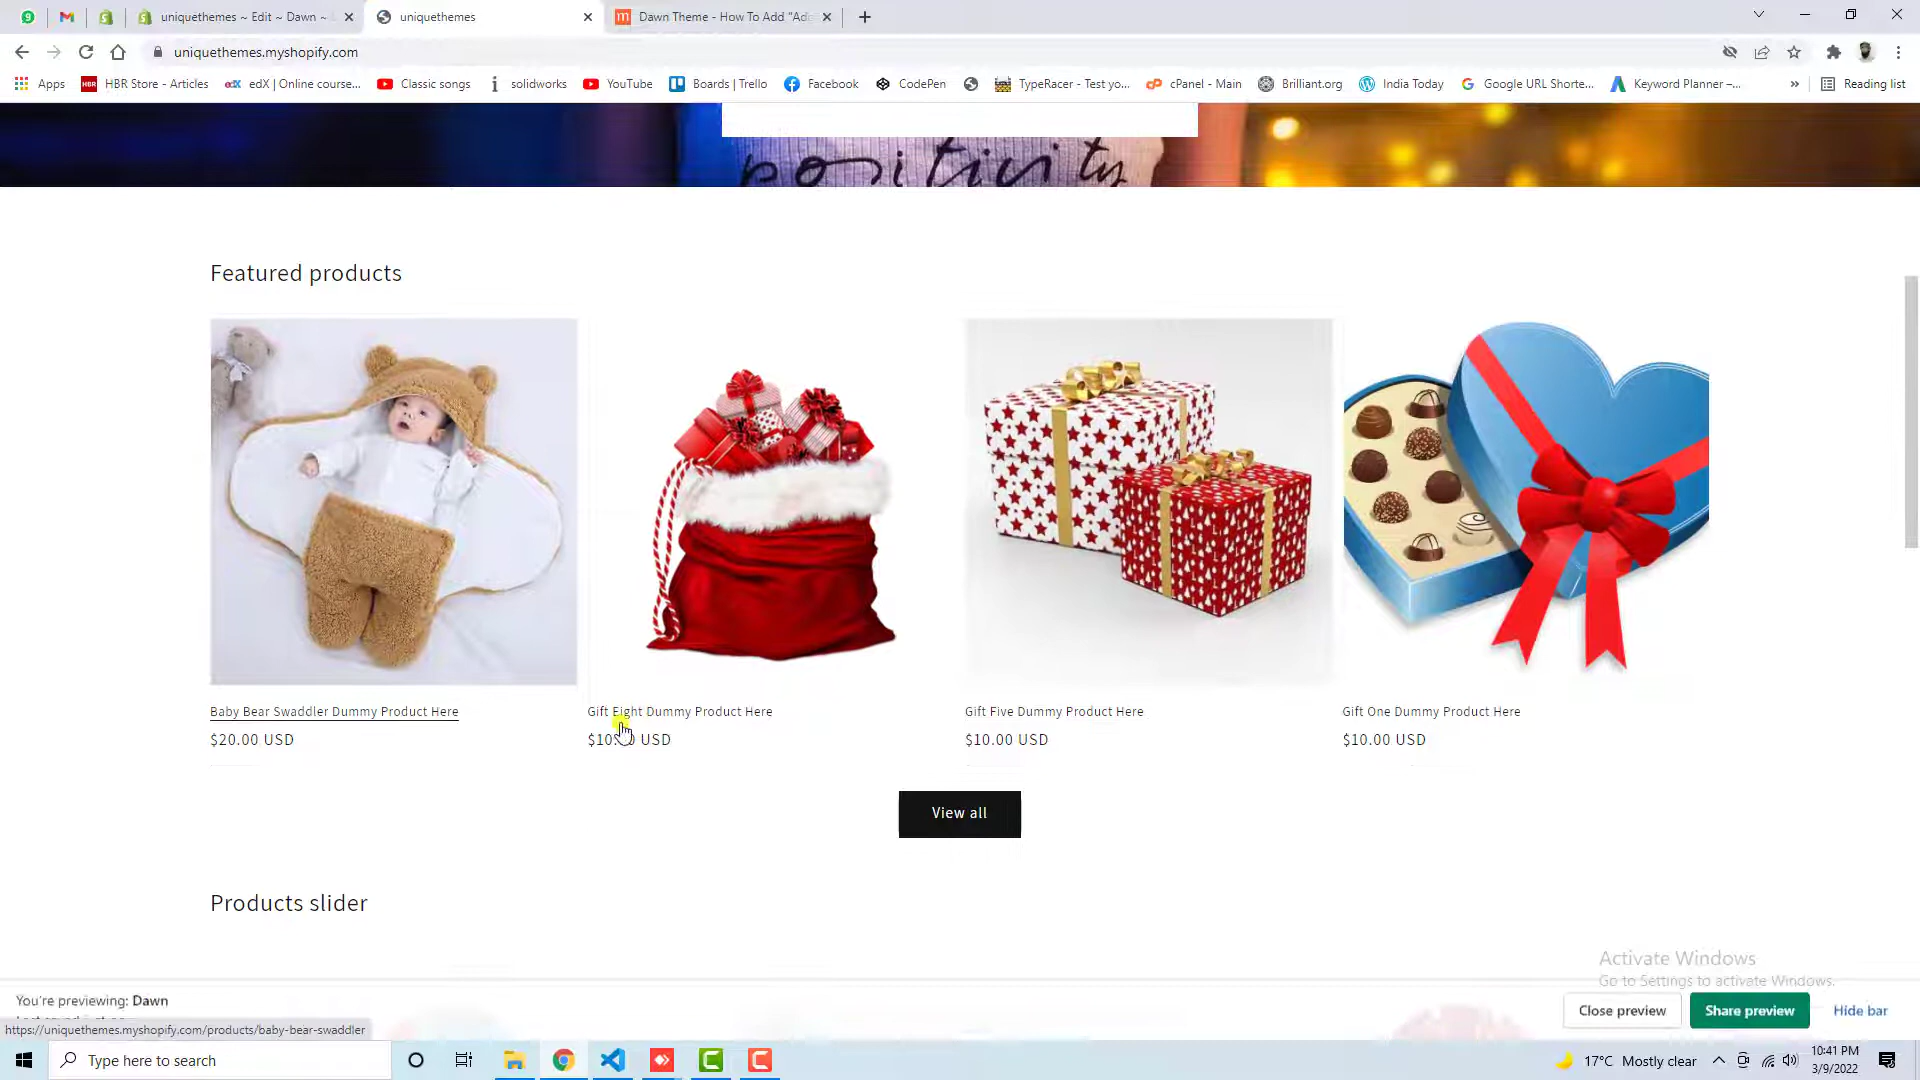 uniquethemes ~ Edit ~ Dawn ~
uniquethemes
Dawn Theme - How To Add "Ad
uniquethemes.myshopify.com
Apps
HBR Store - Articles
edX | Online course...
Classic songs
solidworks
YouTube
Boards | Trello
Facebook
CodePen
TypeRacer - Test yo...
cPanel - Main
Brilliant.org
India Today
Google URL Shorte...
Keyword Planner –...
Reading list
positivity
Featured products
Baby Bear Swaddler Dummy Product Here
$20.00 USD
Gift Eight Dummy Product Here
$10.00 USD
Gift Five Dummy Product Here
$10.00 USD
Gift One Dummy Product Here
$10.00 USD
View all
Products slider
Activate Windows
Go to Settings to activate Windows.
You're previewing: Dawn
Close preview
Share preview
Hide bar
https://uniquethemes.myshopify.com/products/baby-bear-swaddler
Type here to search
17°C Mostly clear
10:41 PM
3/9/2022